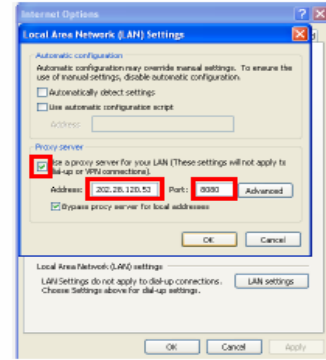 Internet Options
Local Area Network (LAN) Settings
Automatic configuration
Automatic configuration may override manual settings. To ensure the
use of manual settings, disable automatic configuration.
Automatically detect settings
Use automatic configuration script
Address
Proxy server
Use a proxy server for your LAN (These settings will not apply to
dial-up or VPN connections).
Address: 202.28.120.53 Port: 8080 Advanced
Bypass proxy server for local addresses
OK Cancel
Local Area Network (LAN) settings
LAN Settings do not apply to dial-up connections.
Choose Settings above for dial-up settings.
LAN settings
OK Cancel Apply